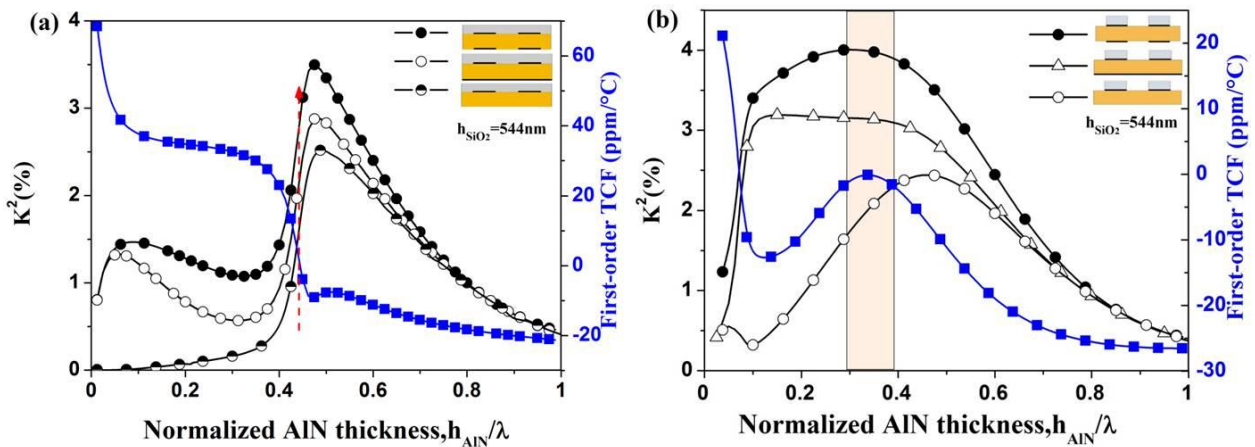 (a)
4
3
2
1
0
K²(%)
60
40
20
0
-20
First-order TCF (ppm/°C)
h_SiO₂=544nm
0 0.2 0.4 0.6 0.8 1
Normalized AlN thickness,h_AlN/λ
(b)
4
3
2
1
0
K²(%)
20
10
0
-10
-20
-30
First-order TCF (ppm/°C)
h_SiO₂=544nm
0 0.2 0.4 0.6 0.8 1
Normalized AlN thickness,h_AlN/λ